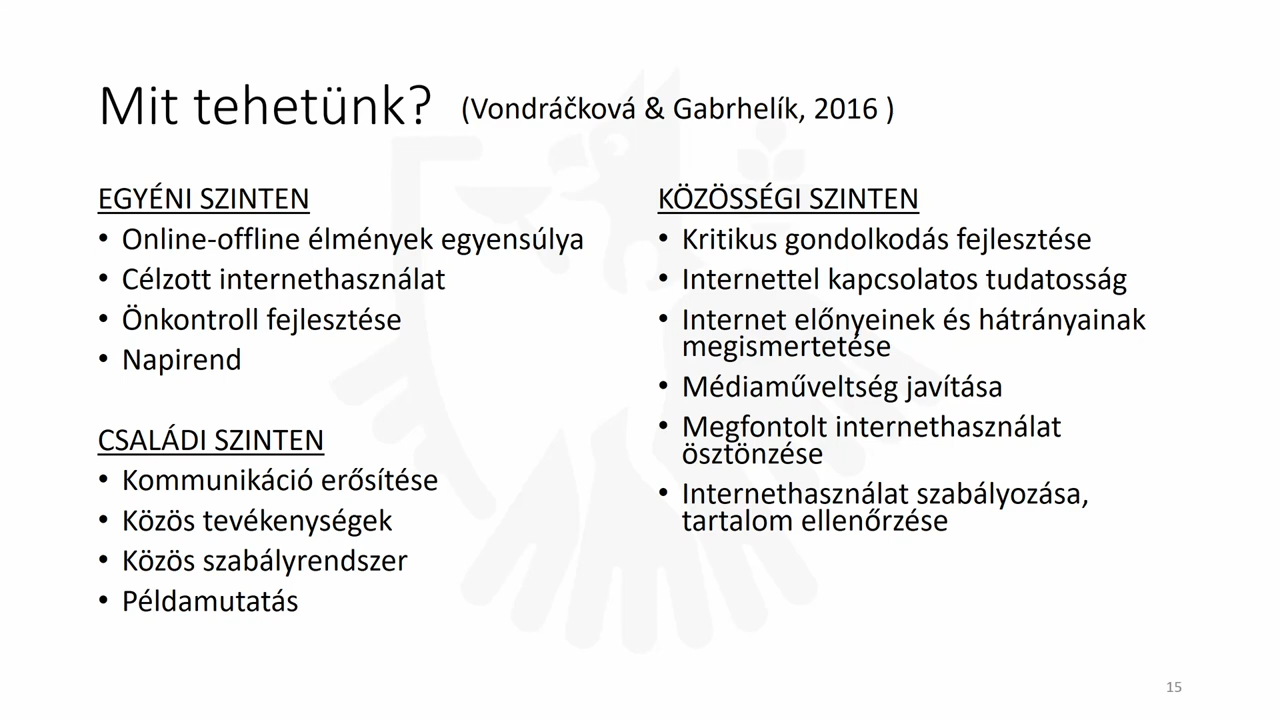 Mit tehetünk? (Vondráčková & Gabrhelík, 2016 )
EGYÉNI SZINTEN
• Online-offline élmények egyensúlya
• Célzott internethasználat
• Önkontroll fejlesztése
• Napirend
CSALÁDI SZINTEN
• Kommunikáció erősítése
• Közös tevékenységek
• Közös szabályrendszer
• Példamutatás
KÖZÖSSÉGI SZINTEN
• Kritikus gondolkodás fejlesztése
• Internettel kapcsolatos tudatosság
• Internet előnyeinek és hátrányainak
megismertetése
• Médiaműveltség javítása
• Megfontolt internethasználat
ösztönzése
• Internethasználat szabályozása,
tartalom ellenőrzése
15